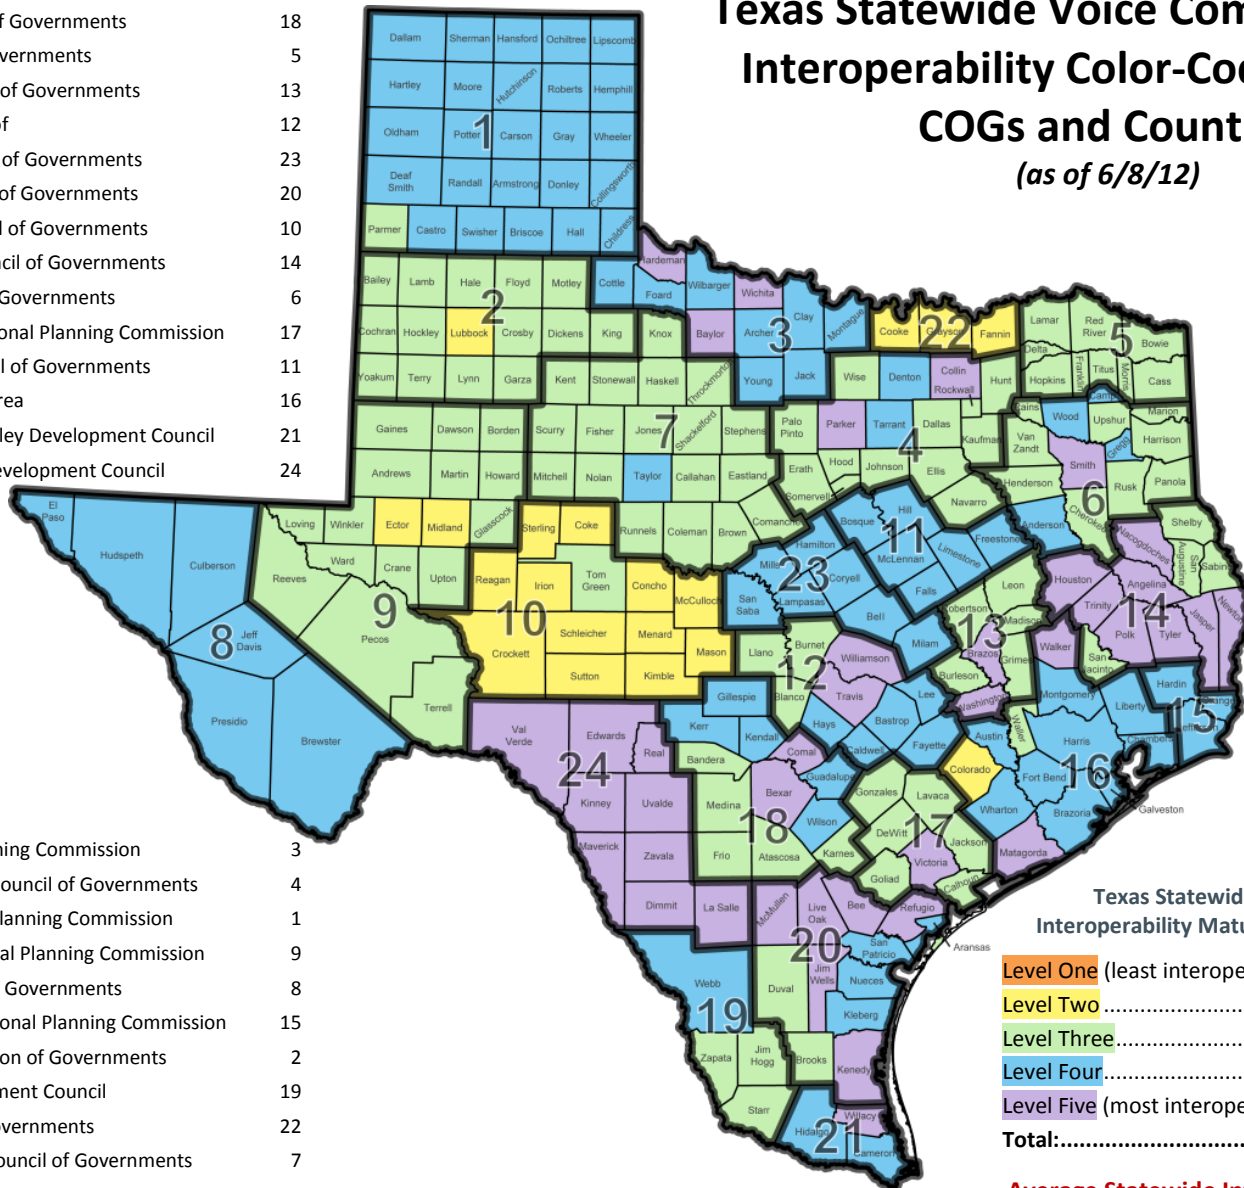 f Governments 18
vernments 5
of Governments 13
of 12
of Governments 23
of Governments 20
l of Governments 10
cil of Governments 14
Governments 6
onal Planning Commission 17
l of Governments 11
rea 16
ley Development Council 21
evelopment Council 24
Texas Statewide Voice Com
Interoperability Color-Co
COGs and Count
(as of 6/8/12)
Dallam Sherman Hansford Ochiltree Lipscomb
Hartley Moore Hutchinson Roberts Hemphill
Oldham Potter Carson Gray Wheeler
1
Deaf Smith Randall Armstrong Donley Collingsworth
Parmer Castro Swisher Briscoe Hall Childress
Bailey Lamb Hale Floyd Motley Cottle Hardeman Foard Wilbarger Wichita Clay Montague
2
Cochran Hockley Lubbock Crosby Dickens King Knox Baylor Archer
3
Cooke Grayson Fannin
22
Lamar Red River Bowie
5
Delta Hopkins Franklin Titus Morris Cass
Yoakum Terry Lynn Garza Kent Stonewall Haskell Throckmorton Young Jack Wise Denton Collin Rockwall Hunt
Gaines Dawson Borden Scurry Fisher Jones Shackelford Stephens Palo Pinto Parker Tarrant Dallas Kaufman
7
4
Rains Wood Camp Upshur Marion Van Zandt Gregg Harrison
Andrews Martin Howard Mitchell Nolan Taylor Callahan Eastland Erath Hood Johnson Ellis Somervell Navarro
Henderson Smith Rusk Panola
6
Anderson Cherokee Shelby
El Paso Hudspeth Culberson
Loving Winkler Ector Midland Glasscock Sterling Coke Runnels Coleman Brown Comanche
Bosque Hill McLennan Limestone Freestone Falls
11
Hamilton Mills Coryell Lampasas San Saba Bell Milam
23
Nacogdoches San Augustine Sabine
Houston Angelina Trinity Polk Tyler Jasper Newton
14
Reeves Ward Crane Upton Pecos Terrell
9
Reagan Irion Tom Green Concho McCulloch Schleicher Menard Crockett Mason Sutton Kimble
10
Jeff Davis Presidio Brewster
8
Leon Robertson Madison Brazos Grimes Burleson Washington
13
Walker San Jacinto
Llano Burnet Williamson Blanco Travis Lee Hays Bastrop Caldwell Fayette
12
Hardin Orange Jefferson
15
Montgomery Liberty Chambers Waller Austin Harris Colorado Fort Bend Wharton Brazoria Galveston Matagorda
16
Val Verde Edwards Real Kinney Uvalde Maverick Zavala Dimmit La Salle
24
Gillespie Kerr Kendall Bandera Comal Guadalupe Medina Bexar Wilson Frio Atascosa Karnes
18
Gonzales Lavaca DeWitt Jackson Victoria Goliad Calhoun
17
McMullen Live Oak Bee Refugio Aransas San Patricio Duval Jim Wells Nueces Kleberg Brooks Kenedy
20
Webb Zapata Jim Hogg Starr
19
Hidalgo Willacy Cameron
21
ning Commission 3
ouncil of Governments 4
lanning Commission 1
al Planning Commission 9
Governments 8
onal Planning Commission 15
on of Governments 2
ment Council 19
overnments 22
ouncil of Governments 7
Texas Statewid
Interoperability Matu
Level One (least interope
Level Two
Level Three
Level Four
Level Five (most interope
Total:
Average Statewide In